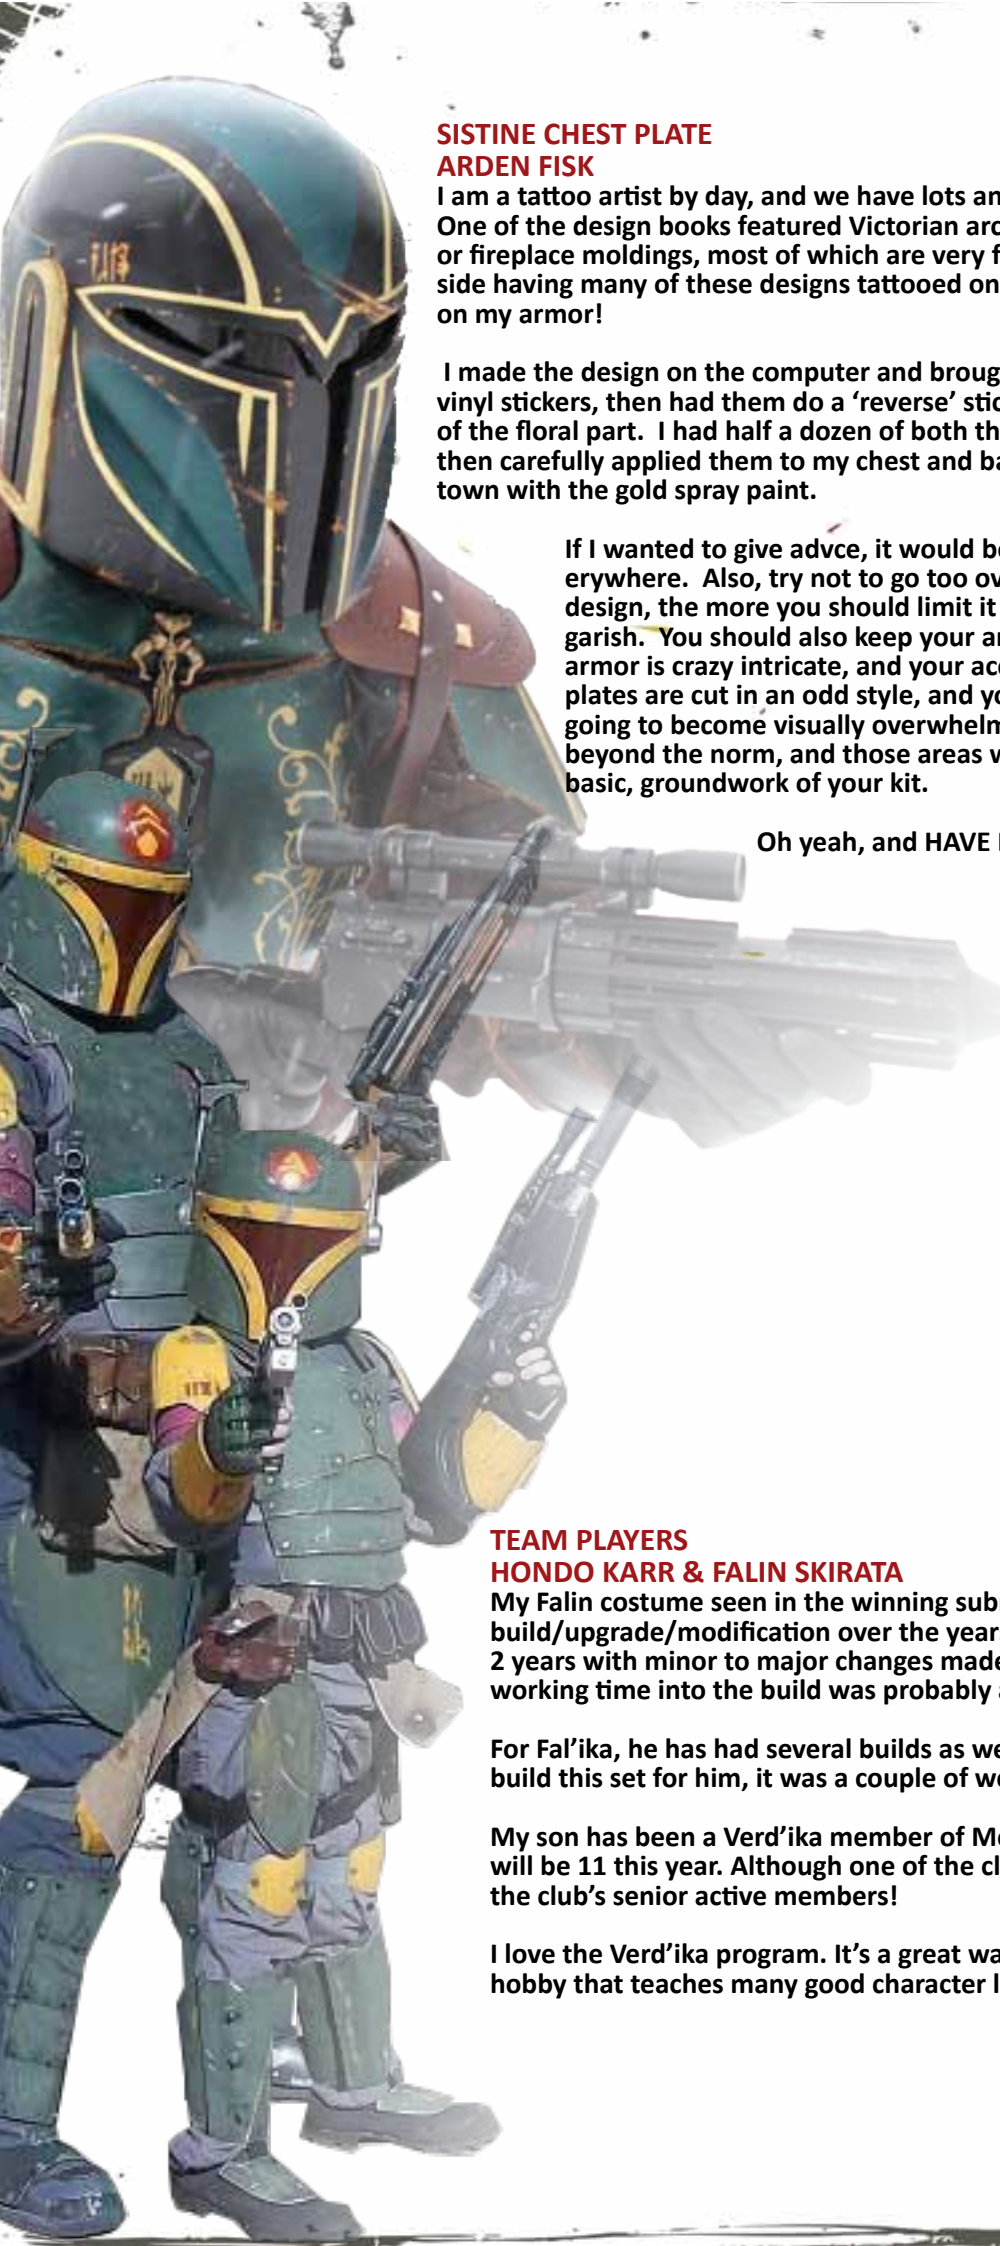 SISTINE CHEST PLATE
ARDEN FISK
I am a tattoo artist by day, and we have lots an
One of the design books featured Victorian arc
or fireplace moldings, most of which are very f
side having many of these designs tattooed on
on my armor!
I made the design on the computer and broug
vinyl stickers, then had them do a ‘reverse’ stic
of the floral part.  I had half a dozen of both th
then carefully applied them to my chest and ba
town with the gold spray paint.
If I wanted to give advce, it would be
erywhere.  Also, try not to go too ov
design, the more you should limit it
garish.  You should also keep your ar
armor is crazy intricate, and your acc
plates are cut in an odd style, and yo
going to become visually overwhelm
beyond the norm, and those areas w
basic, groundwork of your kit.
Oh yeah, and HAVE
TEAM PLAYERS
HONDO KARR & FALIN SKIRATA
My Falin costume seen in the winning sub
build/upgrade/modification over the year
2 years with minor to major changes made
working time into the build was probably a
For Fal’ika, he has had several builds as we
build this set for him, it was a couple of we
My son has been a Verd’ika member of Me
will be 11 this year. Although one of the cl
the club’s senior active members!
I love the Verd’ika program. It’s a great wa
hobby that teaches many good character l